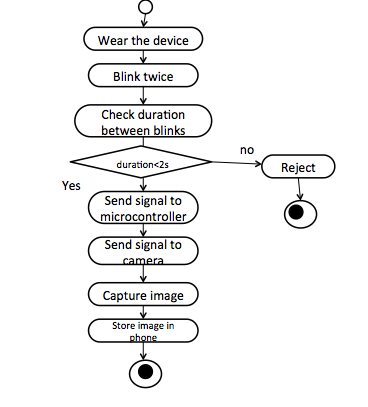 Wear the device
Blink twice
Check duration
between blinks
no
duration<2s
Reject
Yes
Send signal to
microcontroller
Send signal to
camera
Capture image
Store image in
phone